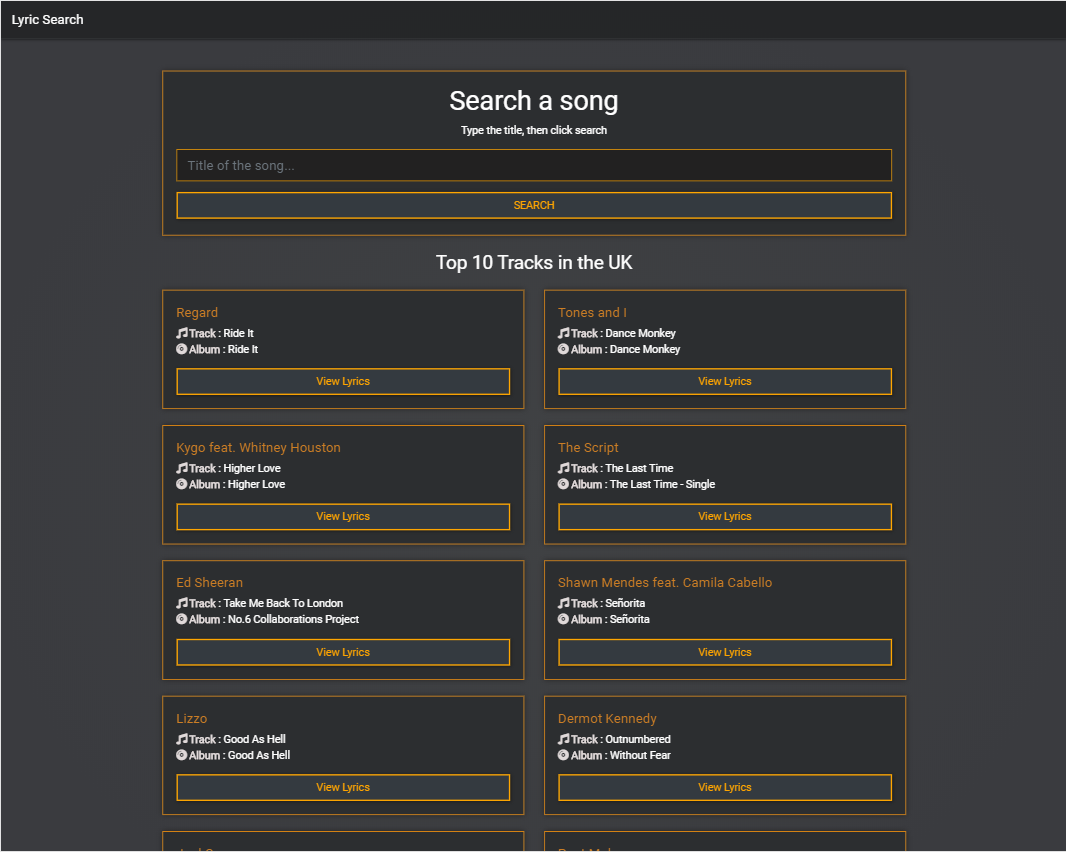 Lyric Search
Search a song
Type the title, then click search
Title of the song...
SEARCH
Top 10 Tracks in the UK
Regard
Track : Ride It
Album : Ride It
View Lyrics
Tones and I
Track : Dance Monkey
Album : Dance Monkey
View Lyrics
Kygo feat. Whitney Houston
Track : Higher Love
Album : Higher Love
View Lyrics
The Script
Track : The Last Time
Album : The Last Time - Single
View Lyrics
Ed Sheeran
Track : Take Me Back To London
Album : No.6 Collaborations Project
View Lyrics
Shawn Mendes feat. Camila Cabello
Track : Señorita
Album : Señorita
View Lyrics
Lizzo
Track : Good As Hell
Album : Good As Hell
View Lyrics
Dermot Kennedy
Track : Outnumbered
Album : Without Fear
View Lyrics